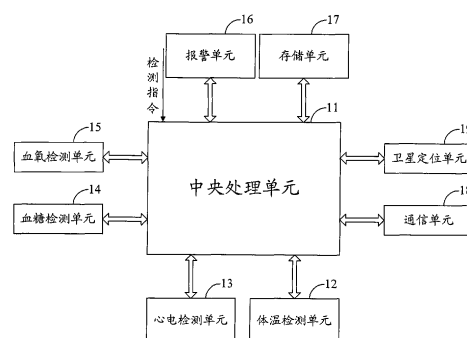 16
17
报警单元
存储单元
检测指令
11
15
19
血氧检测单元
卫星定位单元
14
中央处理单元
18
血糖检测单元
通信单元
13
12
心电检测单元
体温检测单元